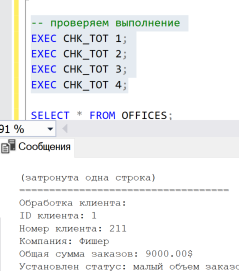 -- проверяем выполнение
EXEC CHK_TOT 1;
EXEC CHK_TOT 2;
EXEC CHK_TOT 3;
EXEC CHK_TOT 4;
SELECT * FROM OFFICES;
91 %
Сообщения
(затронута одна строка)
===================================
Обработка клиента:
ID клиента: 1
Номер клиента: 211
Компания: Фишер
Общая сумма заказов: 9000.00$
Установлен статус: малый объем заказо